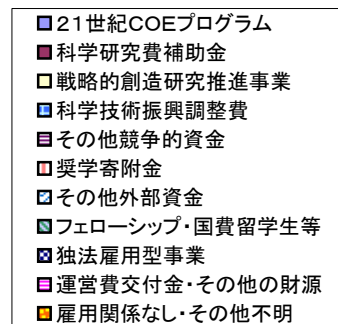 21世紀COEプログラム
科学研究費補助金
戦略的創造研究推進事業
科学技術振興調整費
その他競争的資金
奨学寄附金
その他外部資金
フェローシップ・国費留学生等
独法雇用型事業
運営費交付金・その他の財源
雇用関係なし・その他不明